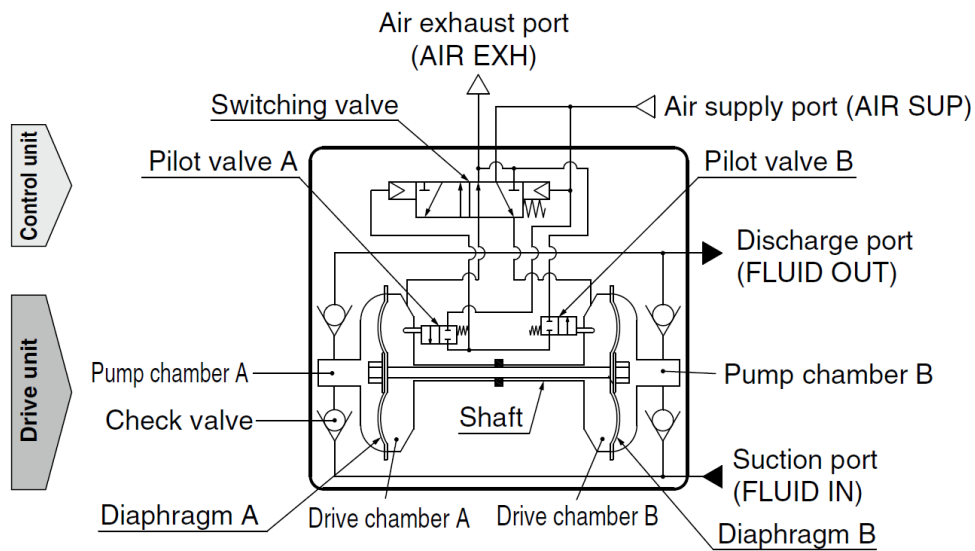 Air exhaust port
(AIR EXH)
Switching valve
Air supply port (AIR SUP)
Control unit
Pilot valve A
Pilot valve B
Discharge port
(FLUID OUT)
Drive unit
Pump chamber A
Pump chamber B
Check valve
Shaft
Suction port
(FLUID IN)
Diaphragm A
Drive chamber A
Drive chamber B
Diaphragm B